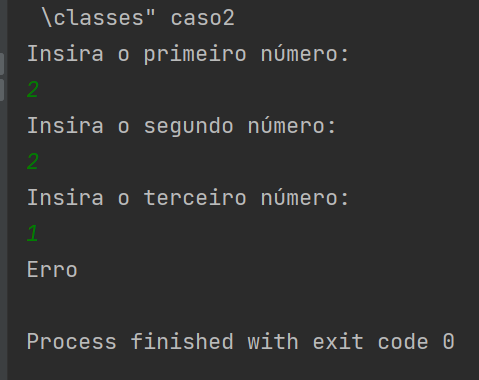 \classes" caso2
Insira o primeiro número:
2
Insira o segundo número:
2
Insira o terceiro número:
1
Erro
Process finished with exit code 0